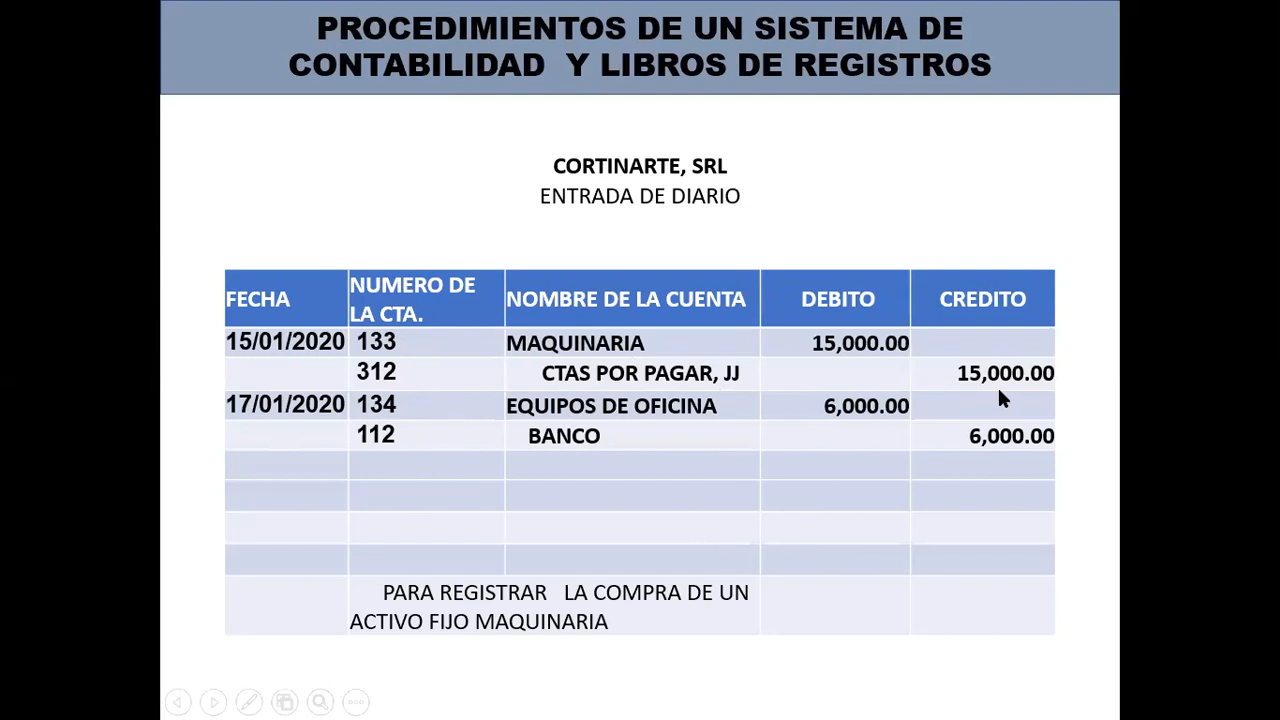 PROCEDIMIENTOS DE UN SISTEMA DE
CONTABILIDAD Y LIBROS DE REGISTROS
CORTINARTE, SRL
ENTRADA DE DIARIO
FECHA NUMERO DE LA CTA. NOMBRE DE LA CUENTA DEBITO CREDITO
15/01/2020 133 MAQUINARIA 15,000.00
312 CTAS POR PAGAR, JJ 15,000.00
17/01/2020 134 EQUIPOS DE OFICINA 6,000.00
112 BANCO 6,000.00
PARA REGISTRAR LA COMPRA DE UN
ACTIVO FIJO MAQUINARIA